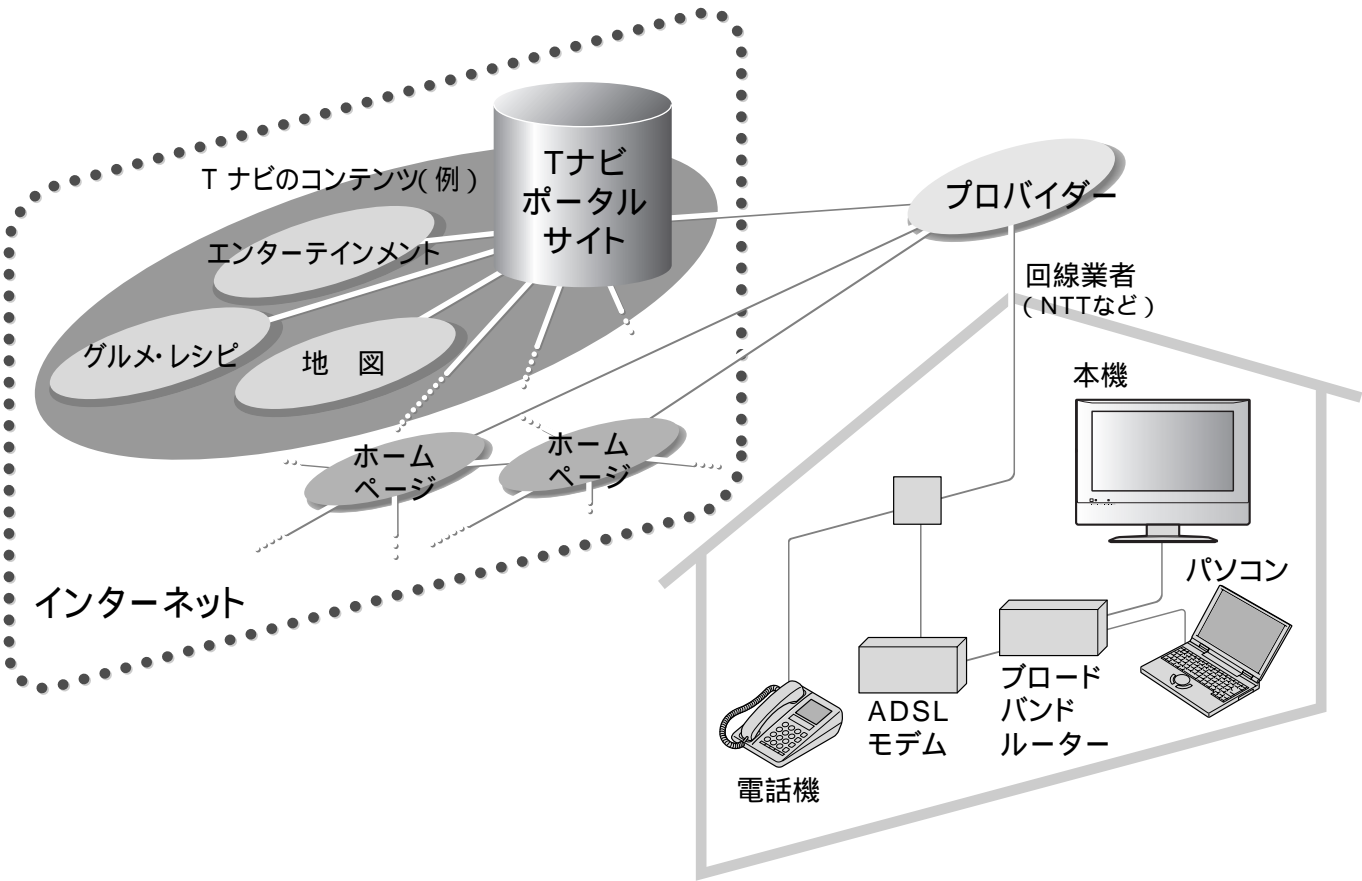 Tナビのコンテンツ(例)
Tナビ
ポータル
サイト
エンターテインメント
グルメ・レシピ
地 図
ホーム
ページ
ホーム
ページ
インターネット
プロバイダー
回線業者
(NTTなど)
本機
パソコン
ブロード
バンド
ルーター
ADSL
モデム
電話機